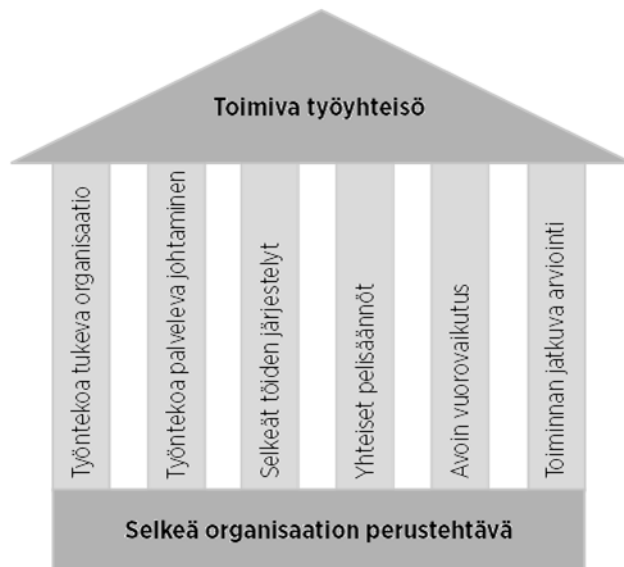 Toimiva työyhteisö
Työntekoa tukeva organisaatio
Työntekoa palveleva johtaminen
Selkeät töiden järjestelyt
Yhteiset pelisäännöt
Avoin vuorovaikutus
Toiminnan jatkuva arviointi
Selkeä organisaation perustehtävä